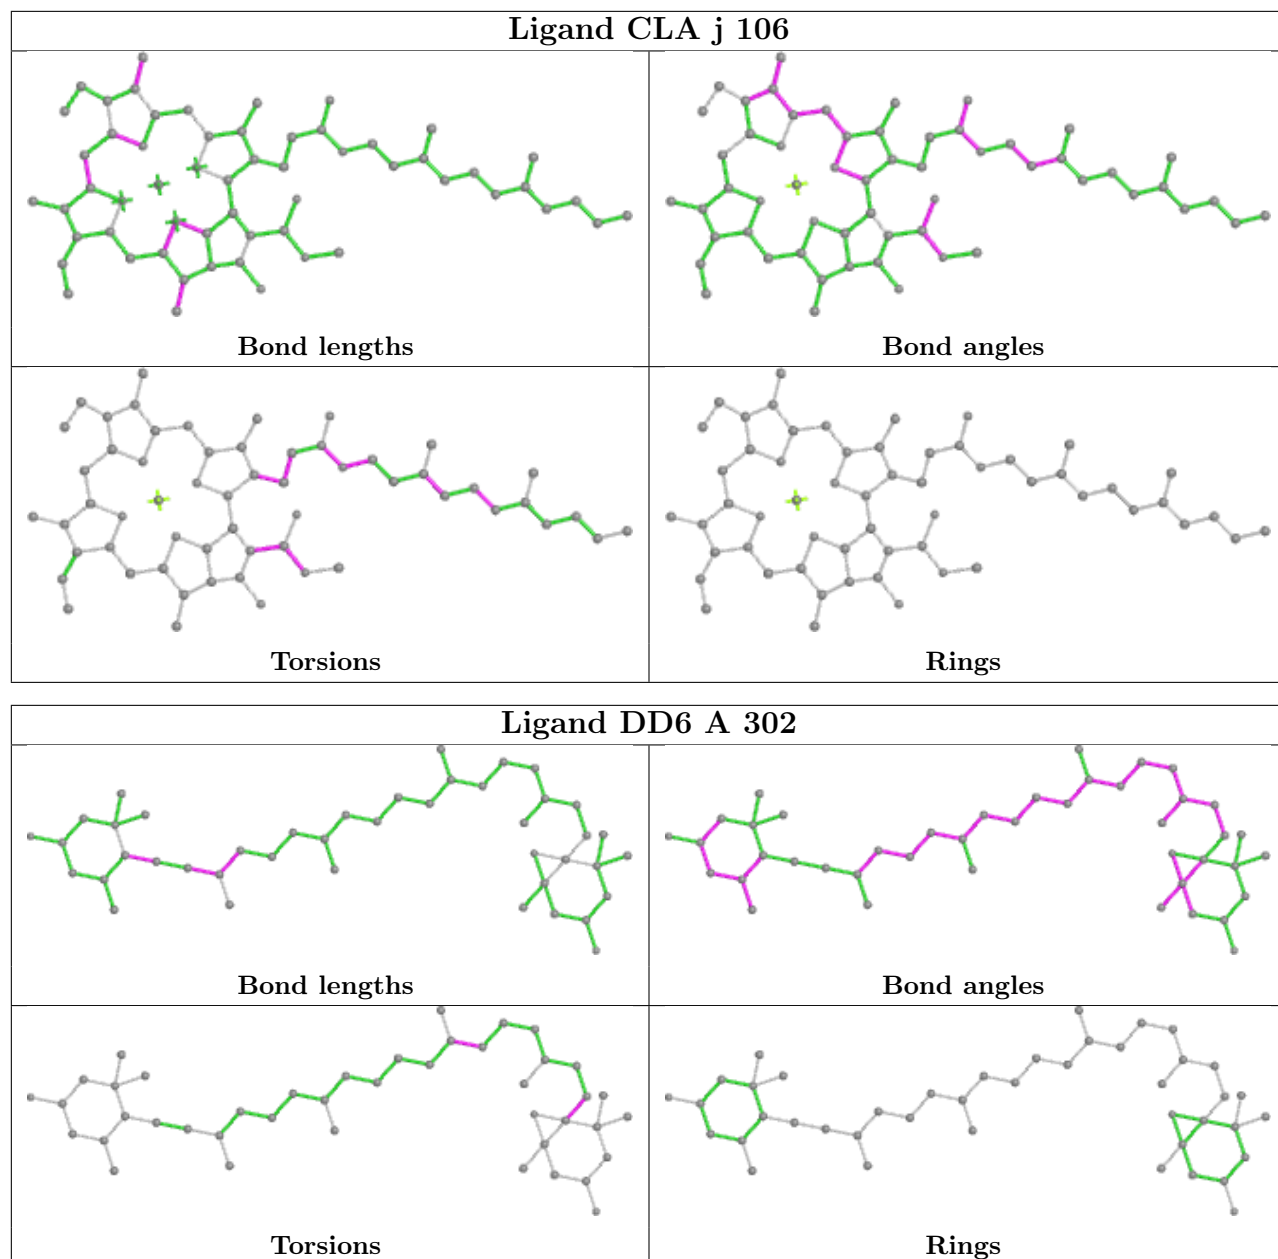 Ligand CLA j 106
Bond lengths
Bond angles
Torsions
Rings
Ligand DD6 A 302
Bond lengths
Bond angles
Torsions
Rings